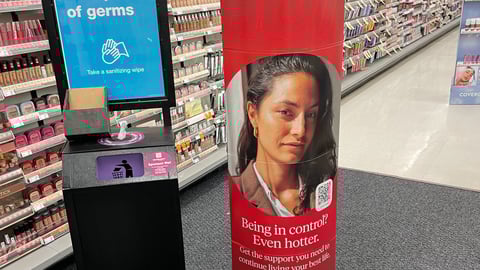 of germs
Take a sanitizing wipe
Being in control?
Even hotter.
Get the support you need to
continue living your best life.
COVERG